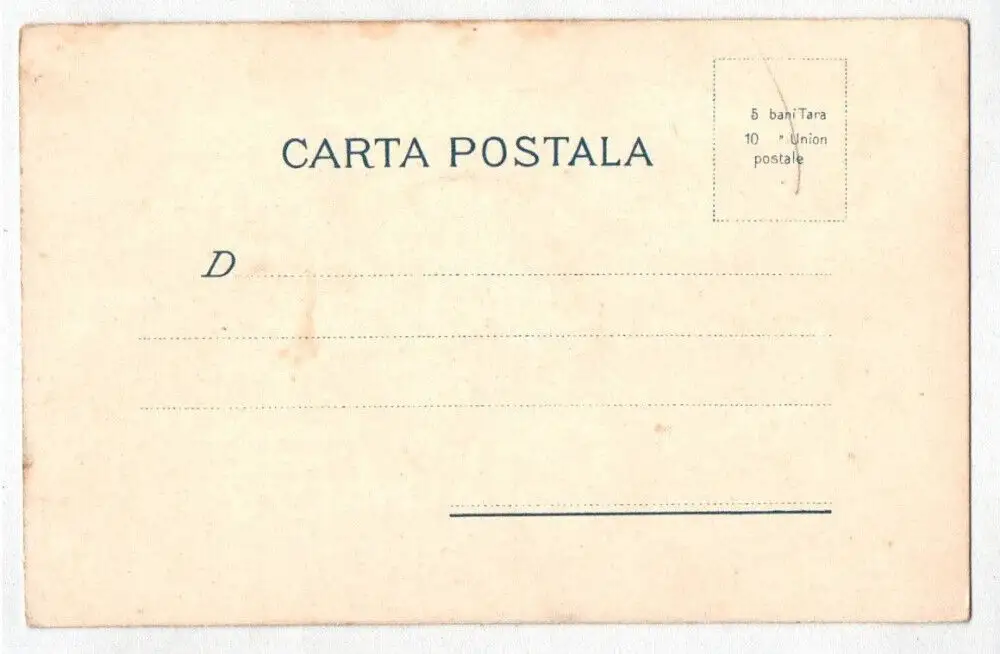 CARTA POSTALA
5 bani Tara
10 " Union
postale
D